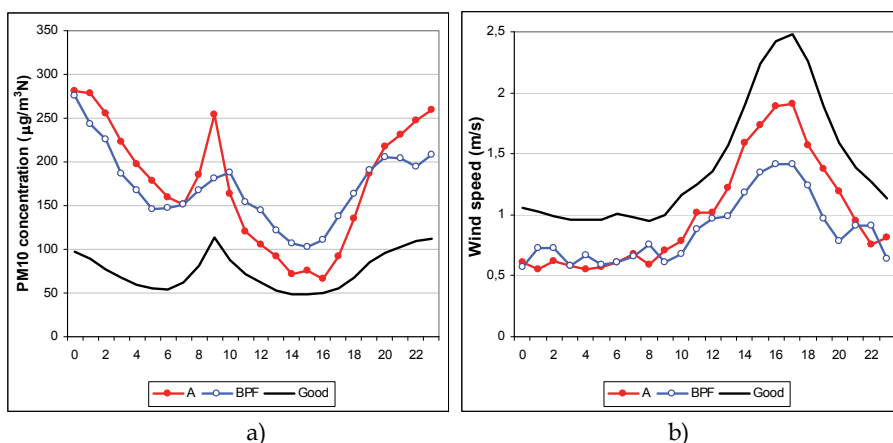 PM10 concentration (µg/m³N)
350
300
250
200
150
100
50
0
0 2 4 6 8 10 12 14 16 18 20 22
A BPF Good
a)
Wind speed (m/s)
2,5
2
1,5
1
0,5
0
0 2 4 6 8 10 12 14 16 18 20 22
A BPF Good
b)